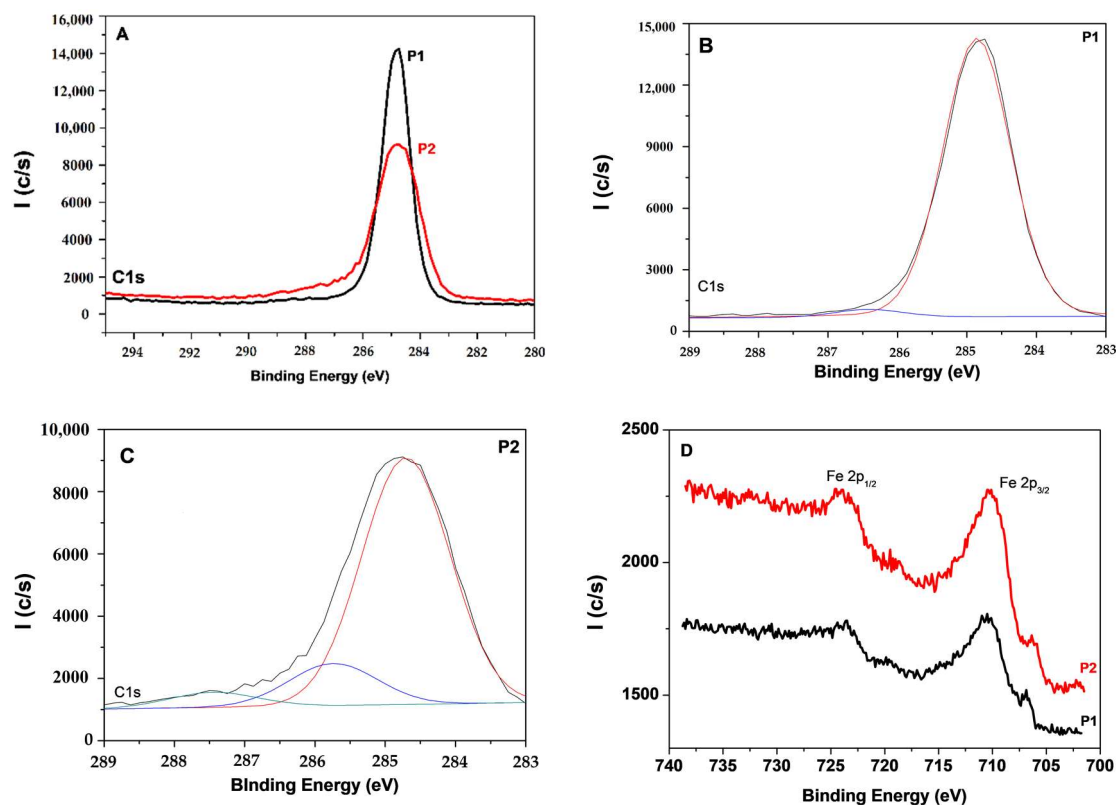 A
P1
P2
C1s
16,000
14,000
12,000
10,000
8000
6000
4000
2000
0
I (c/s)
294 292 290 288 286 284 282 280
Binding Energy (eV)
B
P1
C1s
15,000
12000
9000
6000
3000
0
I (c/s)
289 288 287 286 285 284 283
Binding Energy (eV)
C
P2
C1s
10,000
8000
6000
4000
2000
0
I (c/s)
289 288 287 286 285 284 283
BInding Energy (eV)
D
Fe 2p1/2
Fe 2p3/2
P2
P1
2500
2250
2000
1750
1500
I (c/s)
740 735 730 725 720 715 710 705 700
Binding Energy (eV)